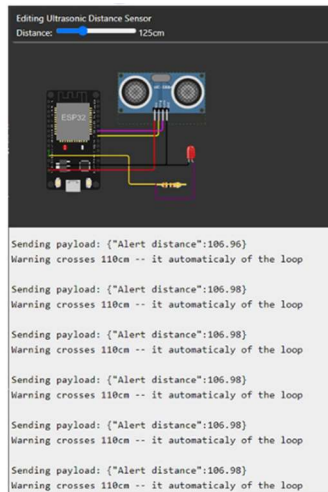 Editing Ultrasonic Distance Sensor
Distance: 125cm
ESP32
Sending payload: {"Alert distance":106.96}
Warning crosses 110cm -- it automaticaly of the loop
Sending payload: {"Alert distance":106.98}
Warning crosses 110cm -- it automaticaly of the loop
Sending payload: {"Alert distance":106.98}
Warning crosses 110cm -- it automaticaly of the loop
Sending payload: {"Alert distance":106.98}
Warning crosses 110cm -- it automaticaly of the loop
Sending payload: {"Alert distance":106.98}
Warning crosses 110cm -- it automaticaly of the loop
Sending payload: {"Alert distance":106.98}
Warning crosses 110cm -- it automaticaly of the loop